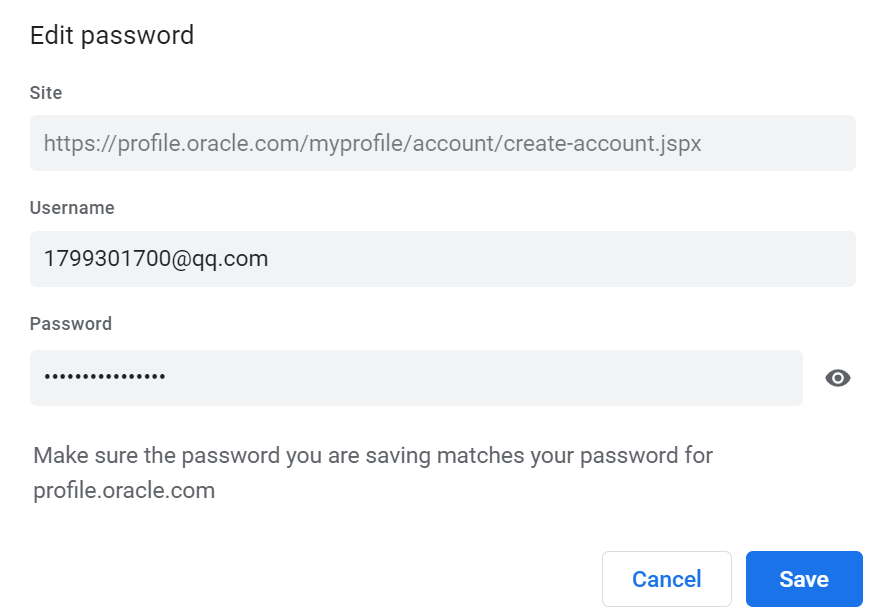 Edit password
Site
https://profile.oracle.com/myprofile/account/create-account.jspx
Username
1799301700@qq.com
Password
••••••••••••••••
Make sure the password you are saving matches your password for
profile.oracle.com
Cancel Save